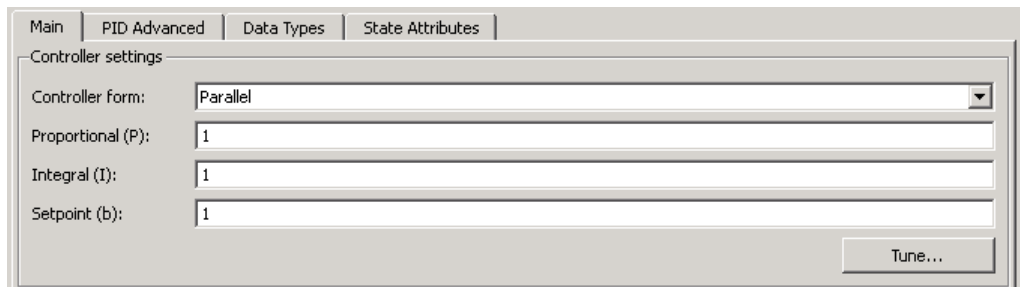 Main PID Advanced Data Types State Attributes
Controller settings
Controller form: Parallel
Proportional (P): 1
Integral (I): 1
Setpoint (b): 1
Tune...